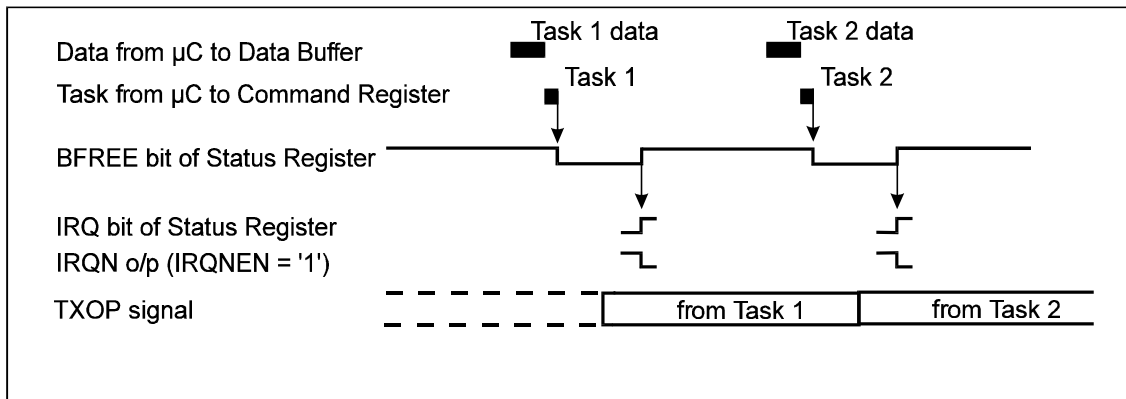 Task 1 data Task 2 data
Data from µC to Data Buffer
Task 1 Task 2
Task from µC to Command Register
BFREE bit of Status Register
IRQ bit of Status Register
IRQN o/p (IRQNEN = '1')
TXOP signal from Task 1 from Task 2